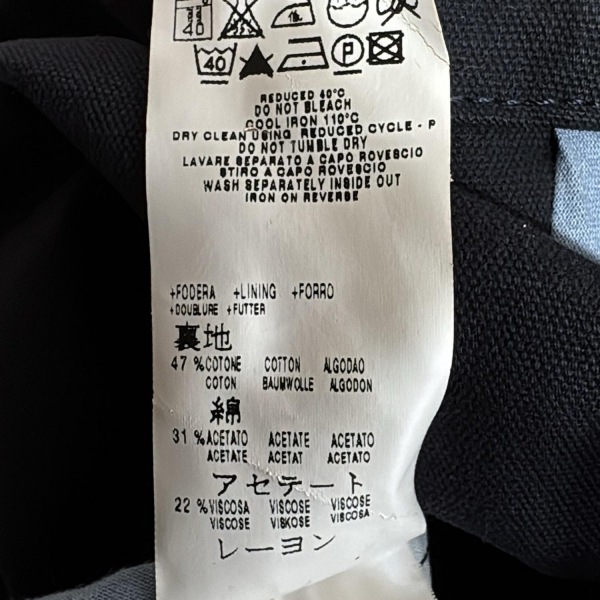 40
40 P
REDUCED 40°C
DO NOT BLEACH
COOL IRON 110°C
DRY CLEAN USING REDUCED CYCLE - P
DO NOT TUMBLE DRY
LAVARE SEPARATO A CAPO ROVESCIO
STIRO A CAPO ROVESCIO
WASH SEPARATELY INSIDE OUT
IRON ON REVERSE
+FODERA +LINING +FORRO
+DOUBLURE +FUTTER
裏地
47 %COTONE COTTON ALGODAO
COTON BAUMWOLLE ALGODON
綿
31 %ACETATO ACETATE ACETATO
ACETATE ACETAT ACETATO
アセテート
22 %VISCOSA VISCOSE VISCOSE
VISCOSE VISKOSE VISCOSA
レーヨン